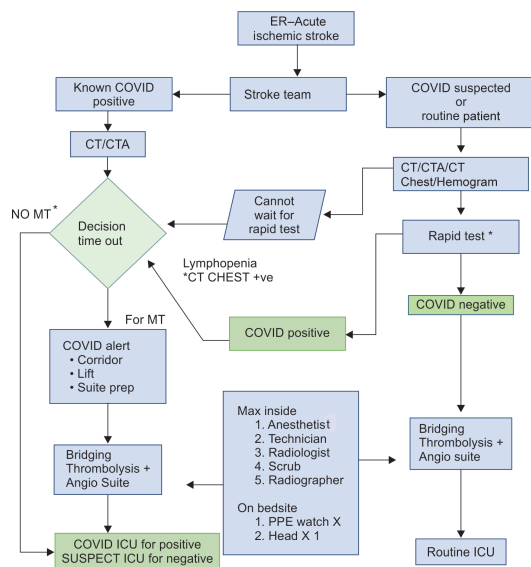 ER–Acute
ischemic stroke
Known COVID
positive
Stroke team
COVID suspected
or
routine patient
CT/CTA
CT/CTA/CT
Chest/Hemogram
NO MT *
Decision
time out
Cannot
wait for
rapid test
Rapid test *
Lymphopenia
*CT CHEST +ve
COVID negative
For MT
COVID positive
COVID alert
• Corridor
• Lift
• Suite prep
Max inside
1. Anesthetist
2. Technician
3. Radiologist
4. Scrub
5. Radiographer
On bedsite
1. PPE watch X
2. Head X 1
Bridging
Thrombolysis +
Angio Suite
Bridging
Thrombolysis +
Angio suite
COVID ICU for positive
SUSPECT ICU for negative
Routine ICU